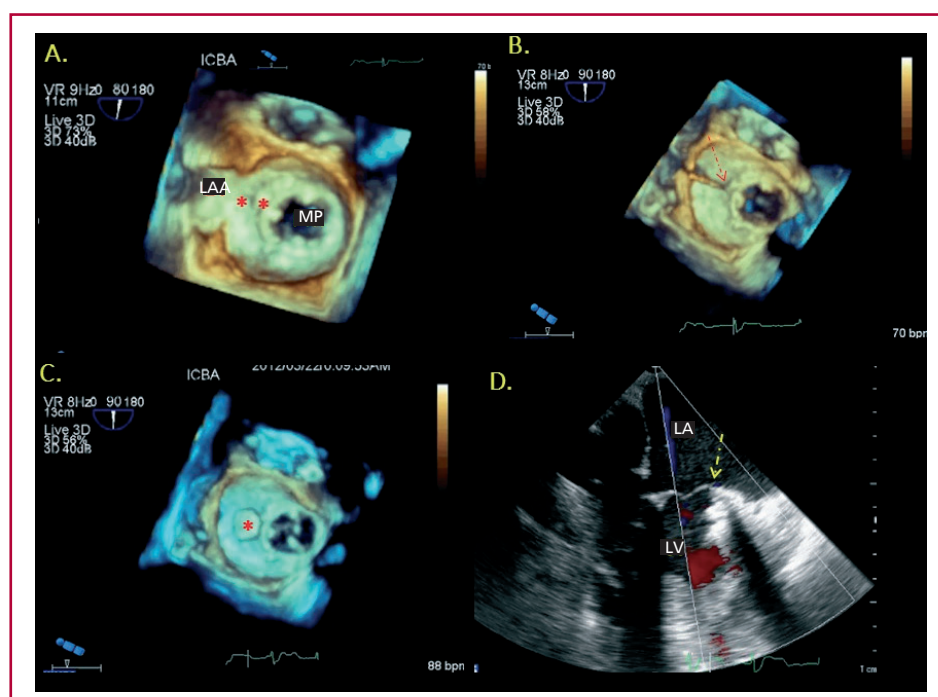 A.
ICBA
VR 9Hz0 80 180
11cm
Live 3D
3D 73%
3D 40dB
LAA
* *
MP
B.
VR 8Hz0 90 180
13cm
Live 3D
3D 58%
3D 40dB
70 bpm
C.
ICBA
VR 8Hz0 90 180
13cm
Live 3D
3D 56%
3D 40dB
*
88 bpm
D.
LA
LV
1 cm